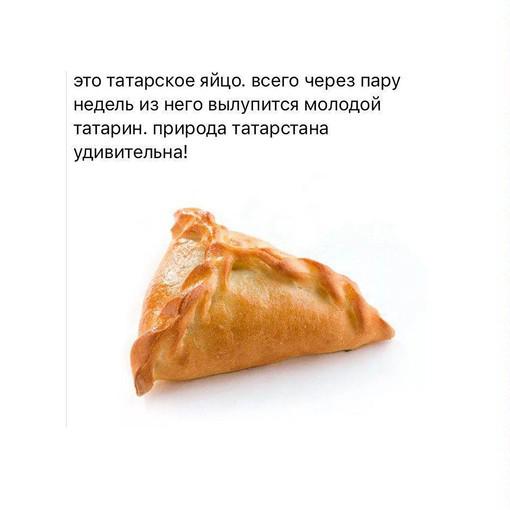 это татарское яйцо. всего через пару
недель из него вылупится молодой
татарин. природа татарстана
удивительна!